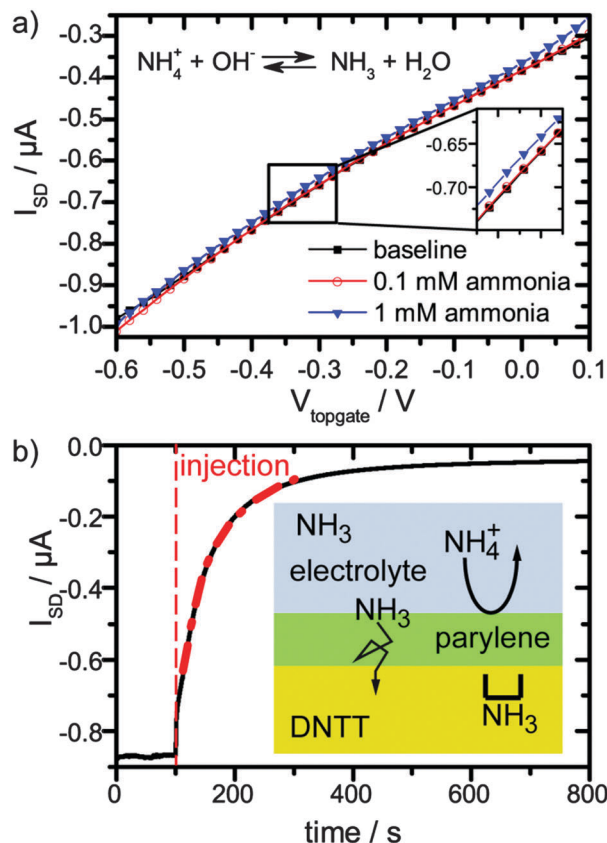 a)
NH₄⁺ + OH⁻ ⇌ NH₃ + H₂O
-0.3
-0.4
-0.5
-0.6
-0.7
-0.8
-0.9
-1.0
I_SD / µA
-0.65
-0.70
baseline
0.1 mM ammonia
1 mM ammonia
-0.6 -0.5 -0.4 -0.3 -0.2 -0.1 0.0 0.1
V_topgate / V
b)
injection
0.0
-0.2
-0.4
-0.6
-0.8
I_SD / µA
NH₃
electrolyte
NH₄⁺
NH₃
parylene
DNTT
NH₃
0 200 400 600 800
time / s